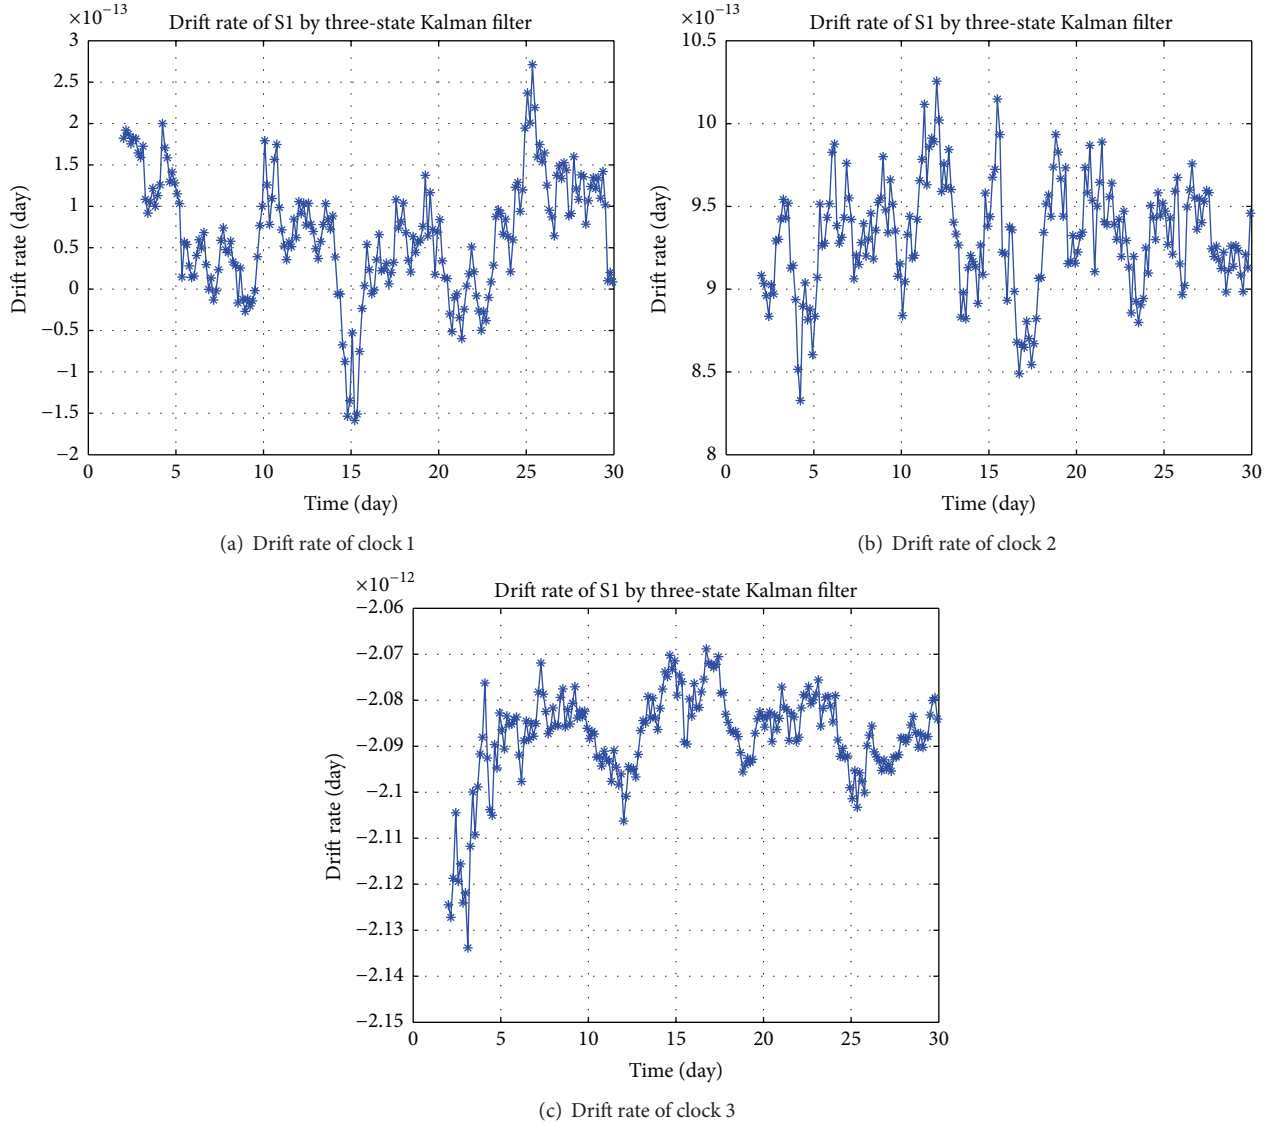 ×10−13
Drift rate of S1 by three-state Kalman filter
3
2.5
2
1.5
1
0.5
0
−0.5
−1
−1.5
−2
Drift rate (day)
0 5 10 15 20 25 30
Time (day)
(a) Drift rate of clock 1
×10−13
Drift rate of S1 by three-state Kalman filter
10.5
10
9.5
9
8.5
8
Drift rate (day)
0 5 10 15 20 25 30
Time (day)
(b) Drift rate of clock 2
×10−12
Drift rate of S1 by three-state Kalman filter
−2.06
−2.07
−2.08
−2.09
−2.1
−2.11
−2.12
−2.13
−2.14
−2.15
Drift rate (day)
0 5 10 15 20 25 30
Time (day)
(c) Drift rate of clock 3